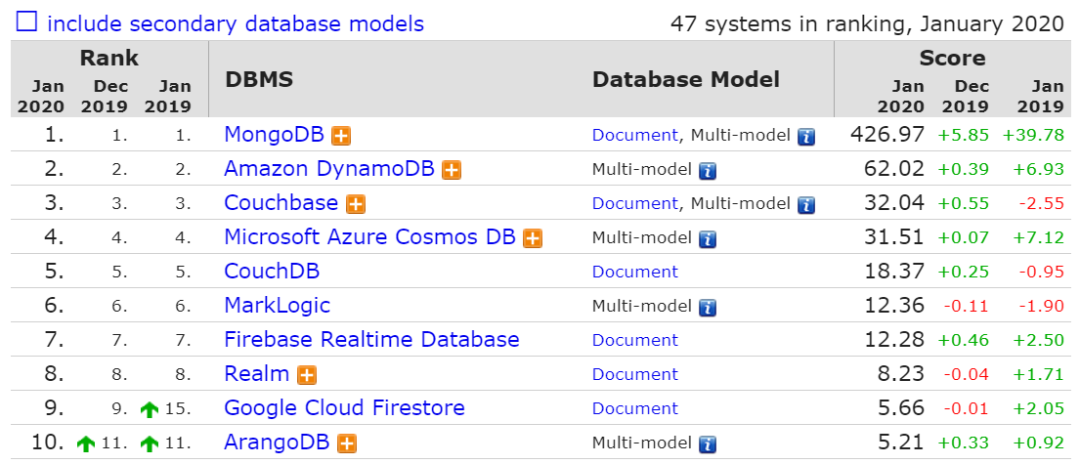 include secondary database models 47 systems in ranking, January 2020
Rank Score
Jan Dec Jan DBMS Database Model Jan Dec Jan
2020 2019 2019 2020 2019 2019
1. 1. 1. MongoDB Document, Multi-model 426.97 +5.85 +39.78
2. 2. 2. Amazon DynamoDB Multi-model 62.02 +0.39 +6.93
3. 3. 3. Couchbase Document, Multi-model 32.04 +0.55 -2.55
4. 4. 4. Microsoft Azure Cosmos DB Multi-model 31.51 +0.07 +7.12
5. 5. 5. CouchDB Document 18.37 +0.25 -0.95
6. 6. 6. MarkLogic Multi-model 12.36 -0.11 -1.90
7. 7. 7. Firebase Realtime Database Document 12.28 +0.46 +2.50
8. 8. 8. Realm Document 8.23 -0.04 +1.71
9. 9. 15. Google Cloud Firestore Document 5.66 -0.01 +2.05
10. 11. 11. ArangoDB Multi-model 5.21 +0.33 +0.92